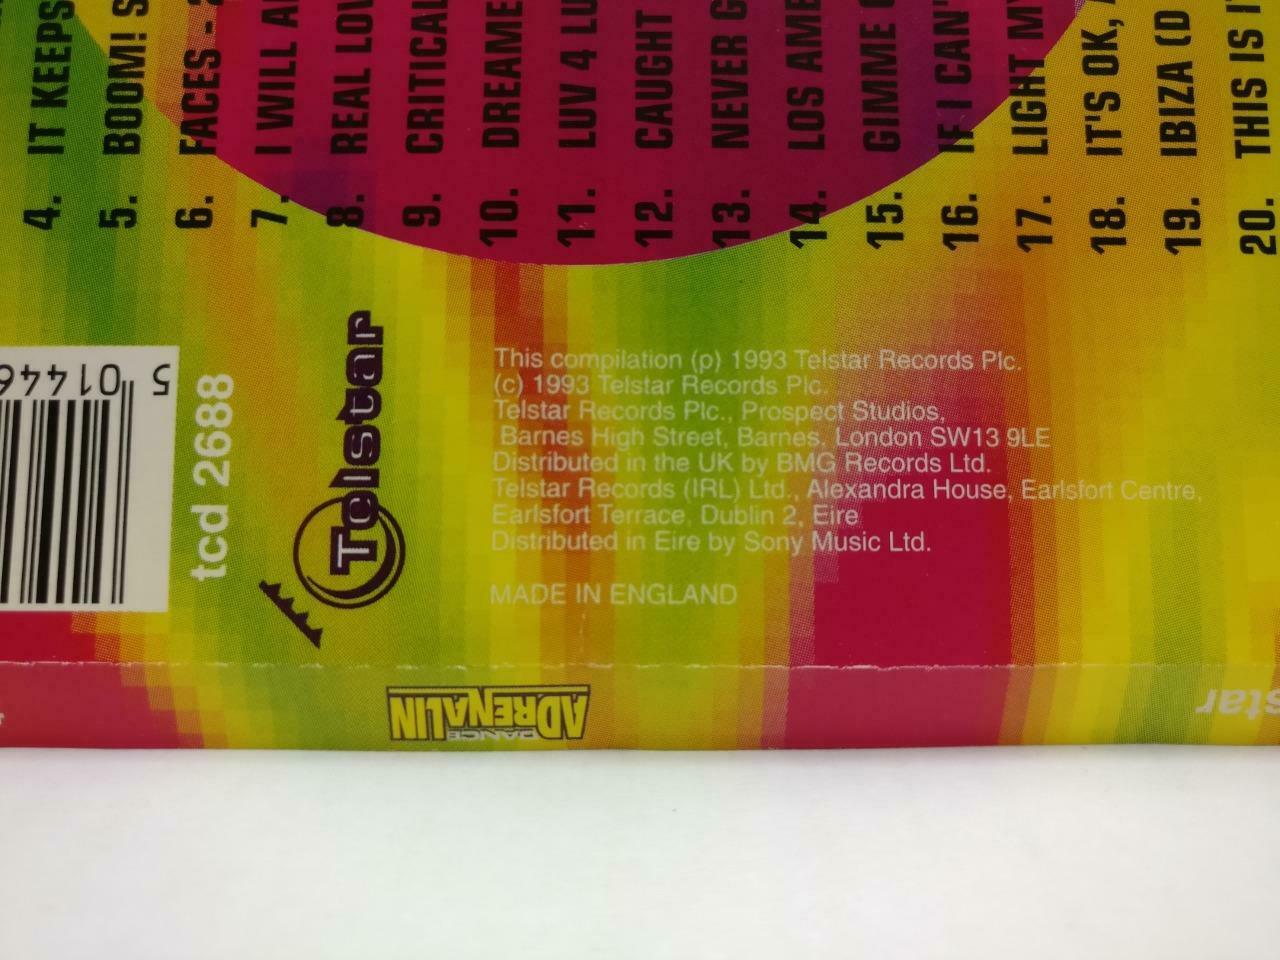 4. IT KEEPS
5. BOOM! S
6. FACES -
7. I WILL A
8. REAL LOV
9. CRITICAL
10. DREAME
11. LUV 4 LU
12. CAUGHT
13. NEVER G
14. LOS AME
15. GIMME
16. IF I CAN'
17. LIGHT MY
18. IT'S OK,
19. IBIZA (D
20. THIS IS I
5 01446
tcd 2688
Telstar
This compilation (p) 1993 Telstar Records Plc.
(c) 1993 Telstar Records Plc.
Telstar Records Plc., Prospect Studios,
Barnes High Street, Barnes. London SW13 9LE
Distributed in the UK by BMG Records Ltd.
Telstar Records (IRL) Ltd., Alexandra House, Earlsfort Centre,
Earlsfort Terrace, Dublin 2, Eire
Distributed in Eire by Sony Music Ltd.
MADE IN ENGLAND
DANCE
ADRENALIN
star